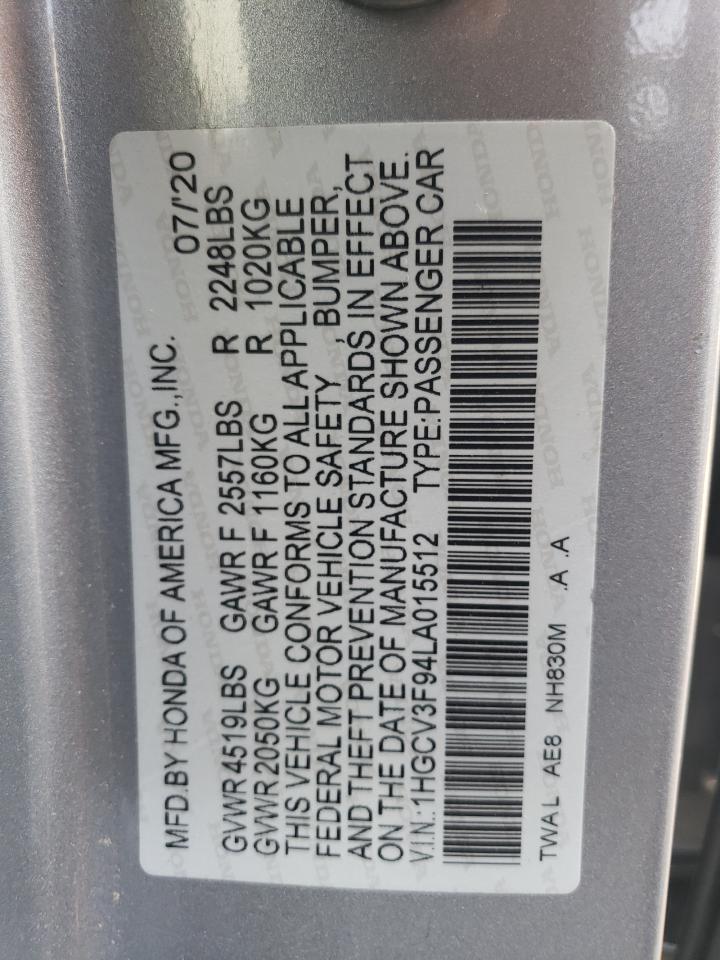 MFD.BY HONDA OF AMERICA MFG.,INC. 07/'20
GVWR 4519LBS GAWR F 2557LBS R 2248LBS
GVWR 2050KG GAWR F 1160KG R 1020KG
THIS VEHICLE CONFORMS TO ALL APPLICABLE
FEDERAL MOTOR VEHICLE SAFETY, BUMPER,
AND THEFT PREVENTION STANDARDS IN EFFECT
ON THE DATE OF MANUFACTURE SHOWN ABOVE.
V.I.N.:1HGCV3F94LA015512 TYPE:PASSENGER CAR
TWAL AE8 NH830M .A .A